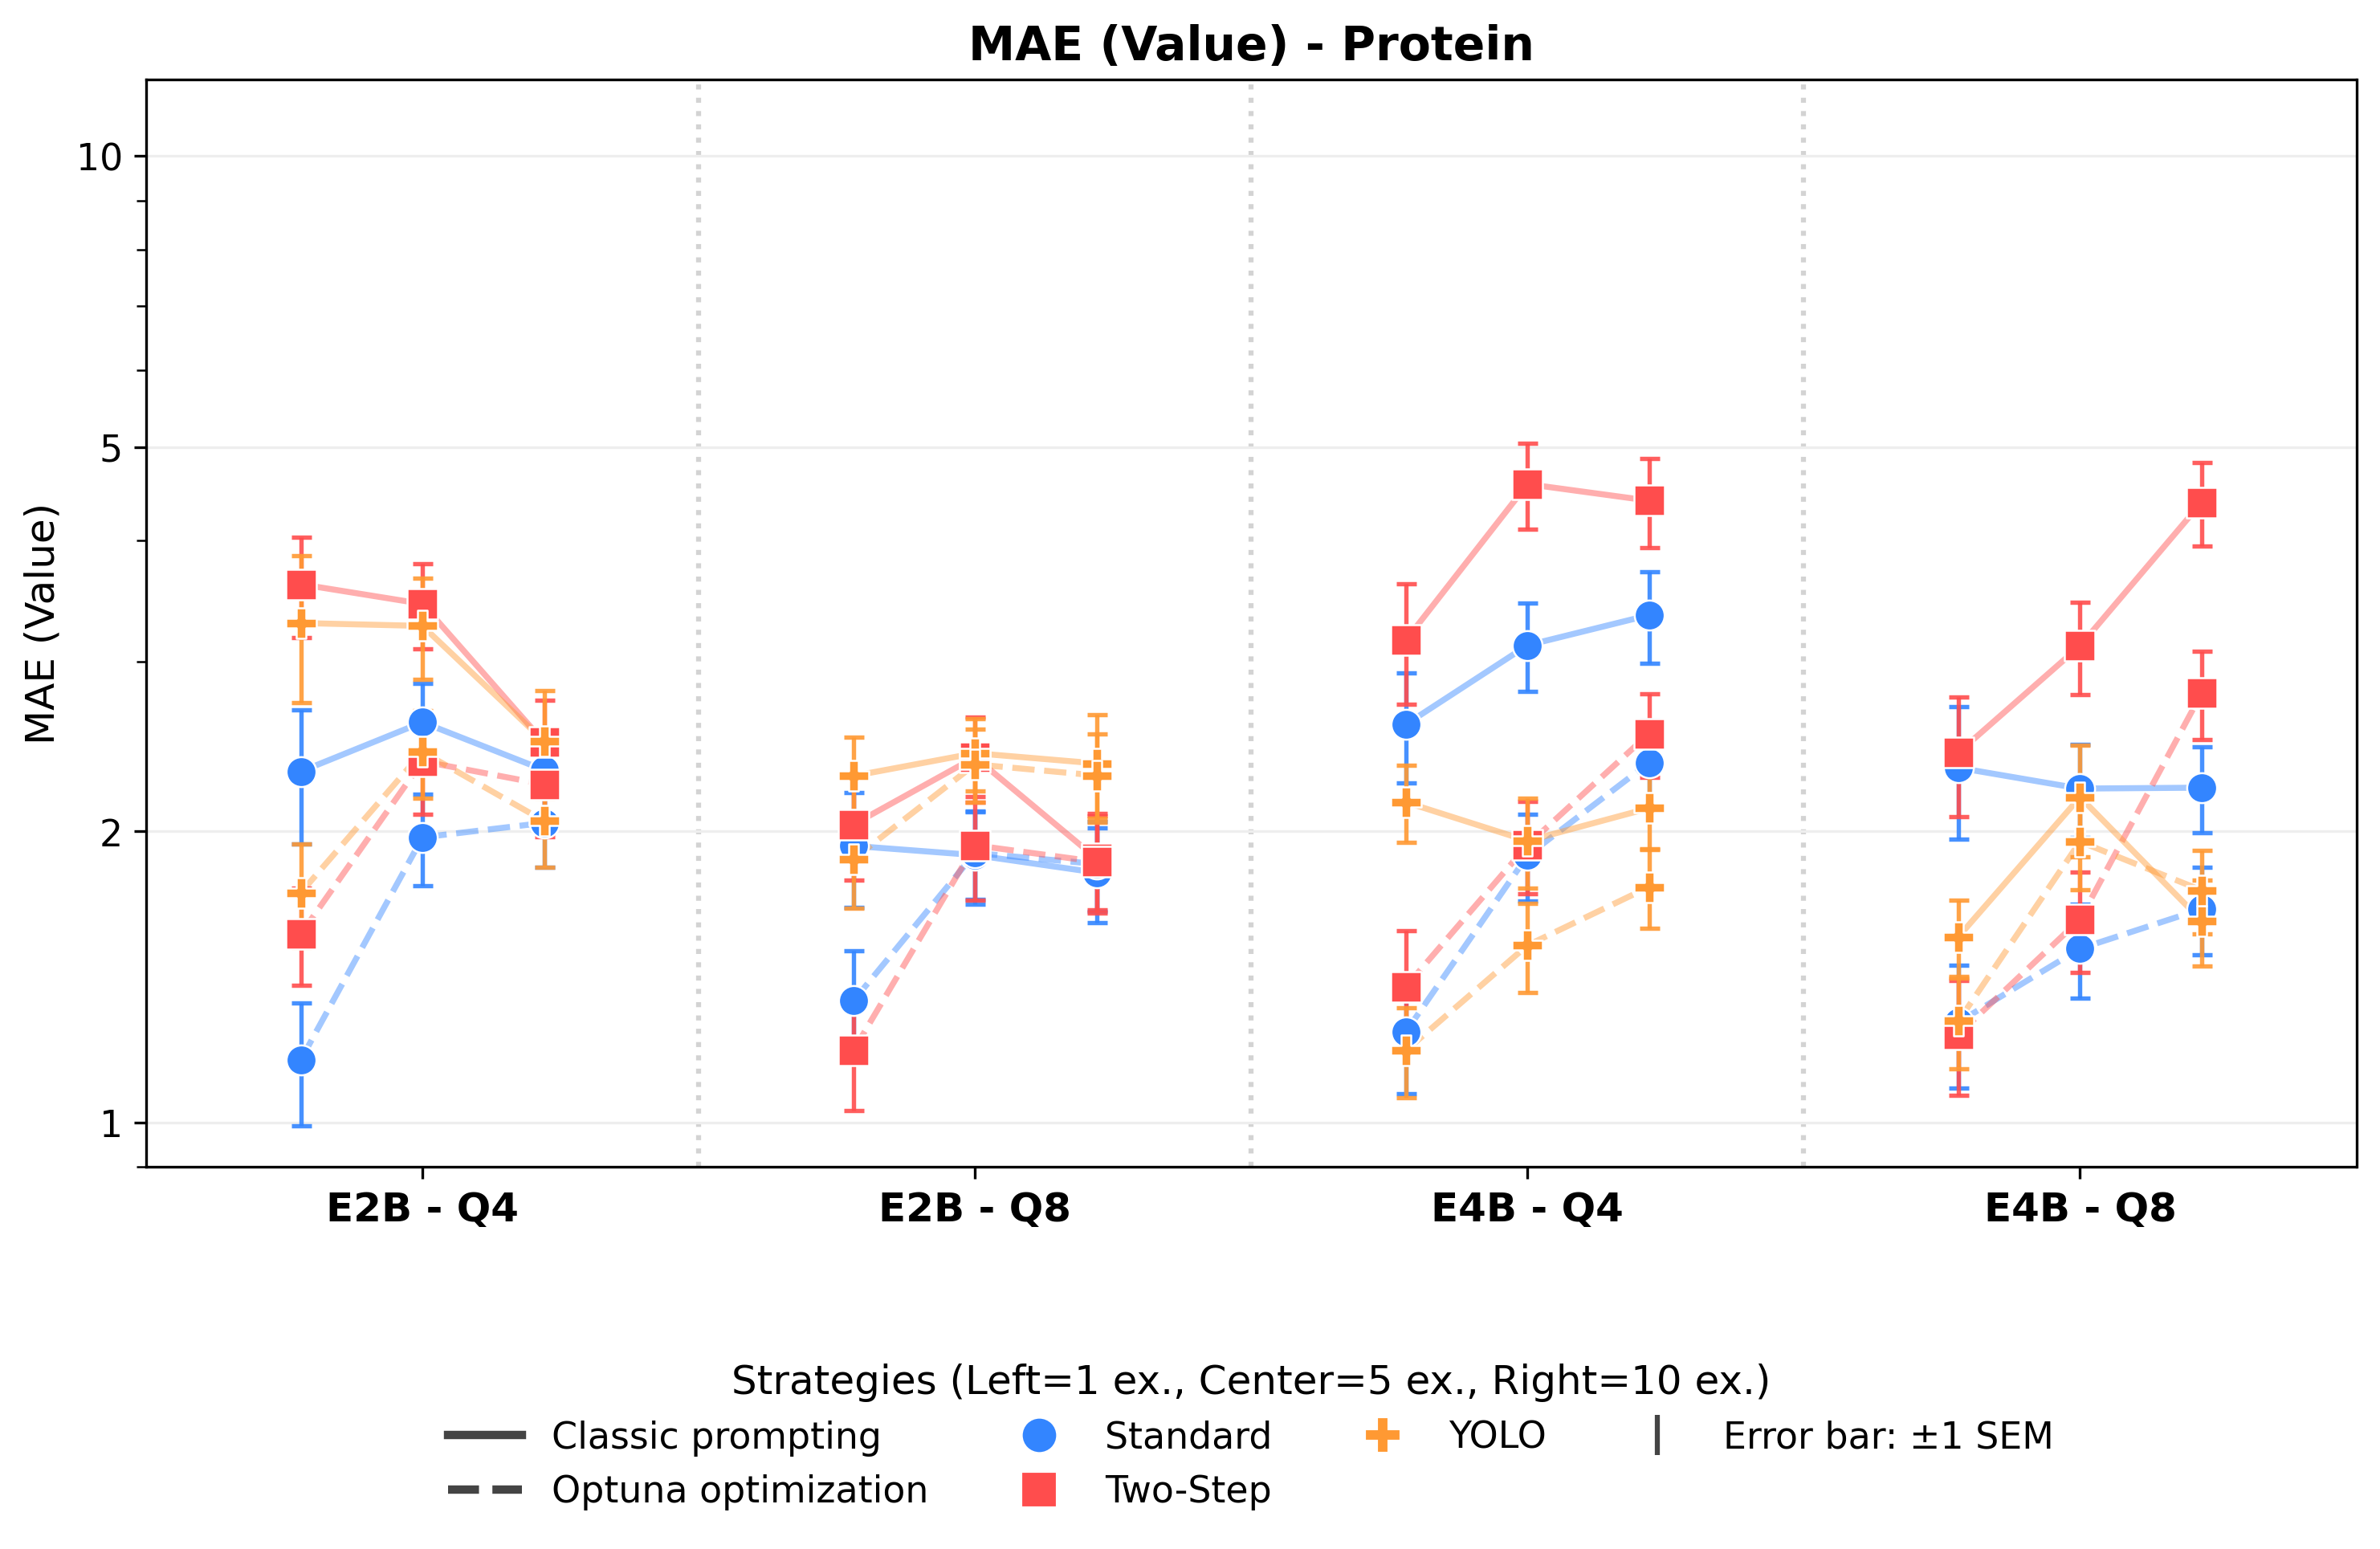 MAE (Value) - Protein
10
5
2
1
MAE (Value)
E2B - Q4
E2B - Q8
E4B - Q4
E4B - Q8
Strategies (Left=1 ex., Center=5 ex., Right=10 ex.)
Classic prompting
Standard
YOLO
Error bar: ±1 SEM
Optuna optimization
Two-Step